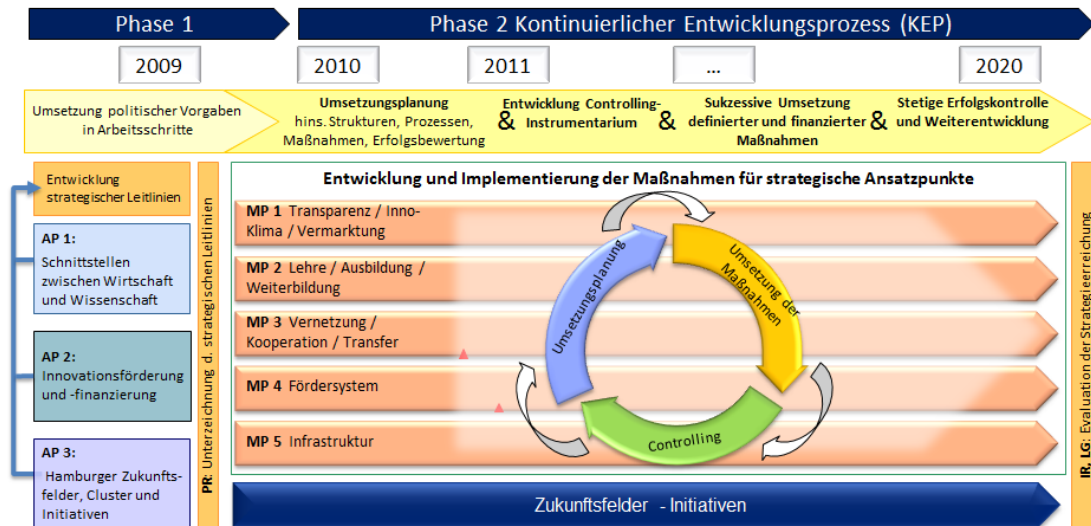 Phase 1
Phase 2 Kontinuierlicher Entwicklungsprozess (KEP)
2009
2010
2011
...
2020
Umsetzung politischer Vorgaben
in Arbeitsschritte
Umsetzungsplanung
hins. Strukturen, Prozessen,
Maßnahmen, Erfolgsbewertung
&
Entwicklung Controlling-
Instrumentarium
&
Sukzessive Umsetzung
definierter und finanzierter
Maßnahmen
&
Stetige Erfolgskontrolle
und Weiterentwicklung
Entwicklung
strategischer Leitlinien
AP 1:
Schnittstellen
zwischen Wirtschaft
und Wissenschaft
AP 2:
Innovationsförderung
und -finanzierung
AP 3:
Hamburger Zukunfts-
felder, Cluster und
Initiativen
PR: Unterzeichnung d. strategischen Leitlinien
Entwicklung und Implementierung der Maßnahmen für strategische Ansatzpunkte
MP 1 Transparenz / Inno-
Klima / Vermarktung
MP 2 Lehre / Ausbildung /
Weiterbildung
MP 3 Vernetzung /
Kooperation / Transfer
MP 4 Fördersystem
MP 5 Infrastruktur
Umsetzungsplanung
Umsetzung der
Maßnahmen
Controlling
Zukunftsfelder - Initiativen
IR, LG: Evaluation der Strategieerreichung